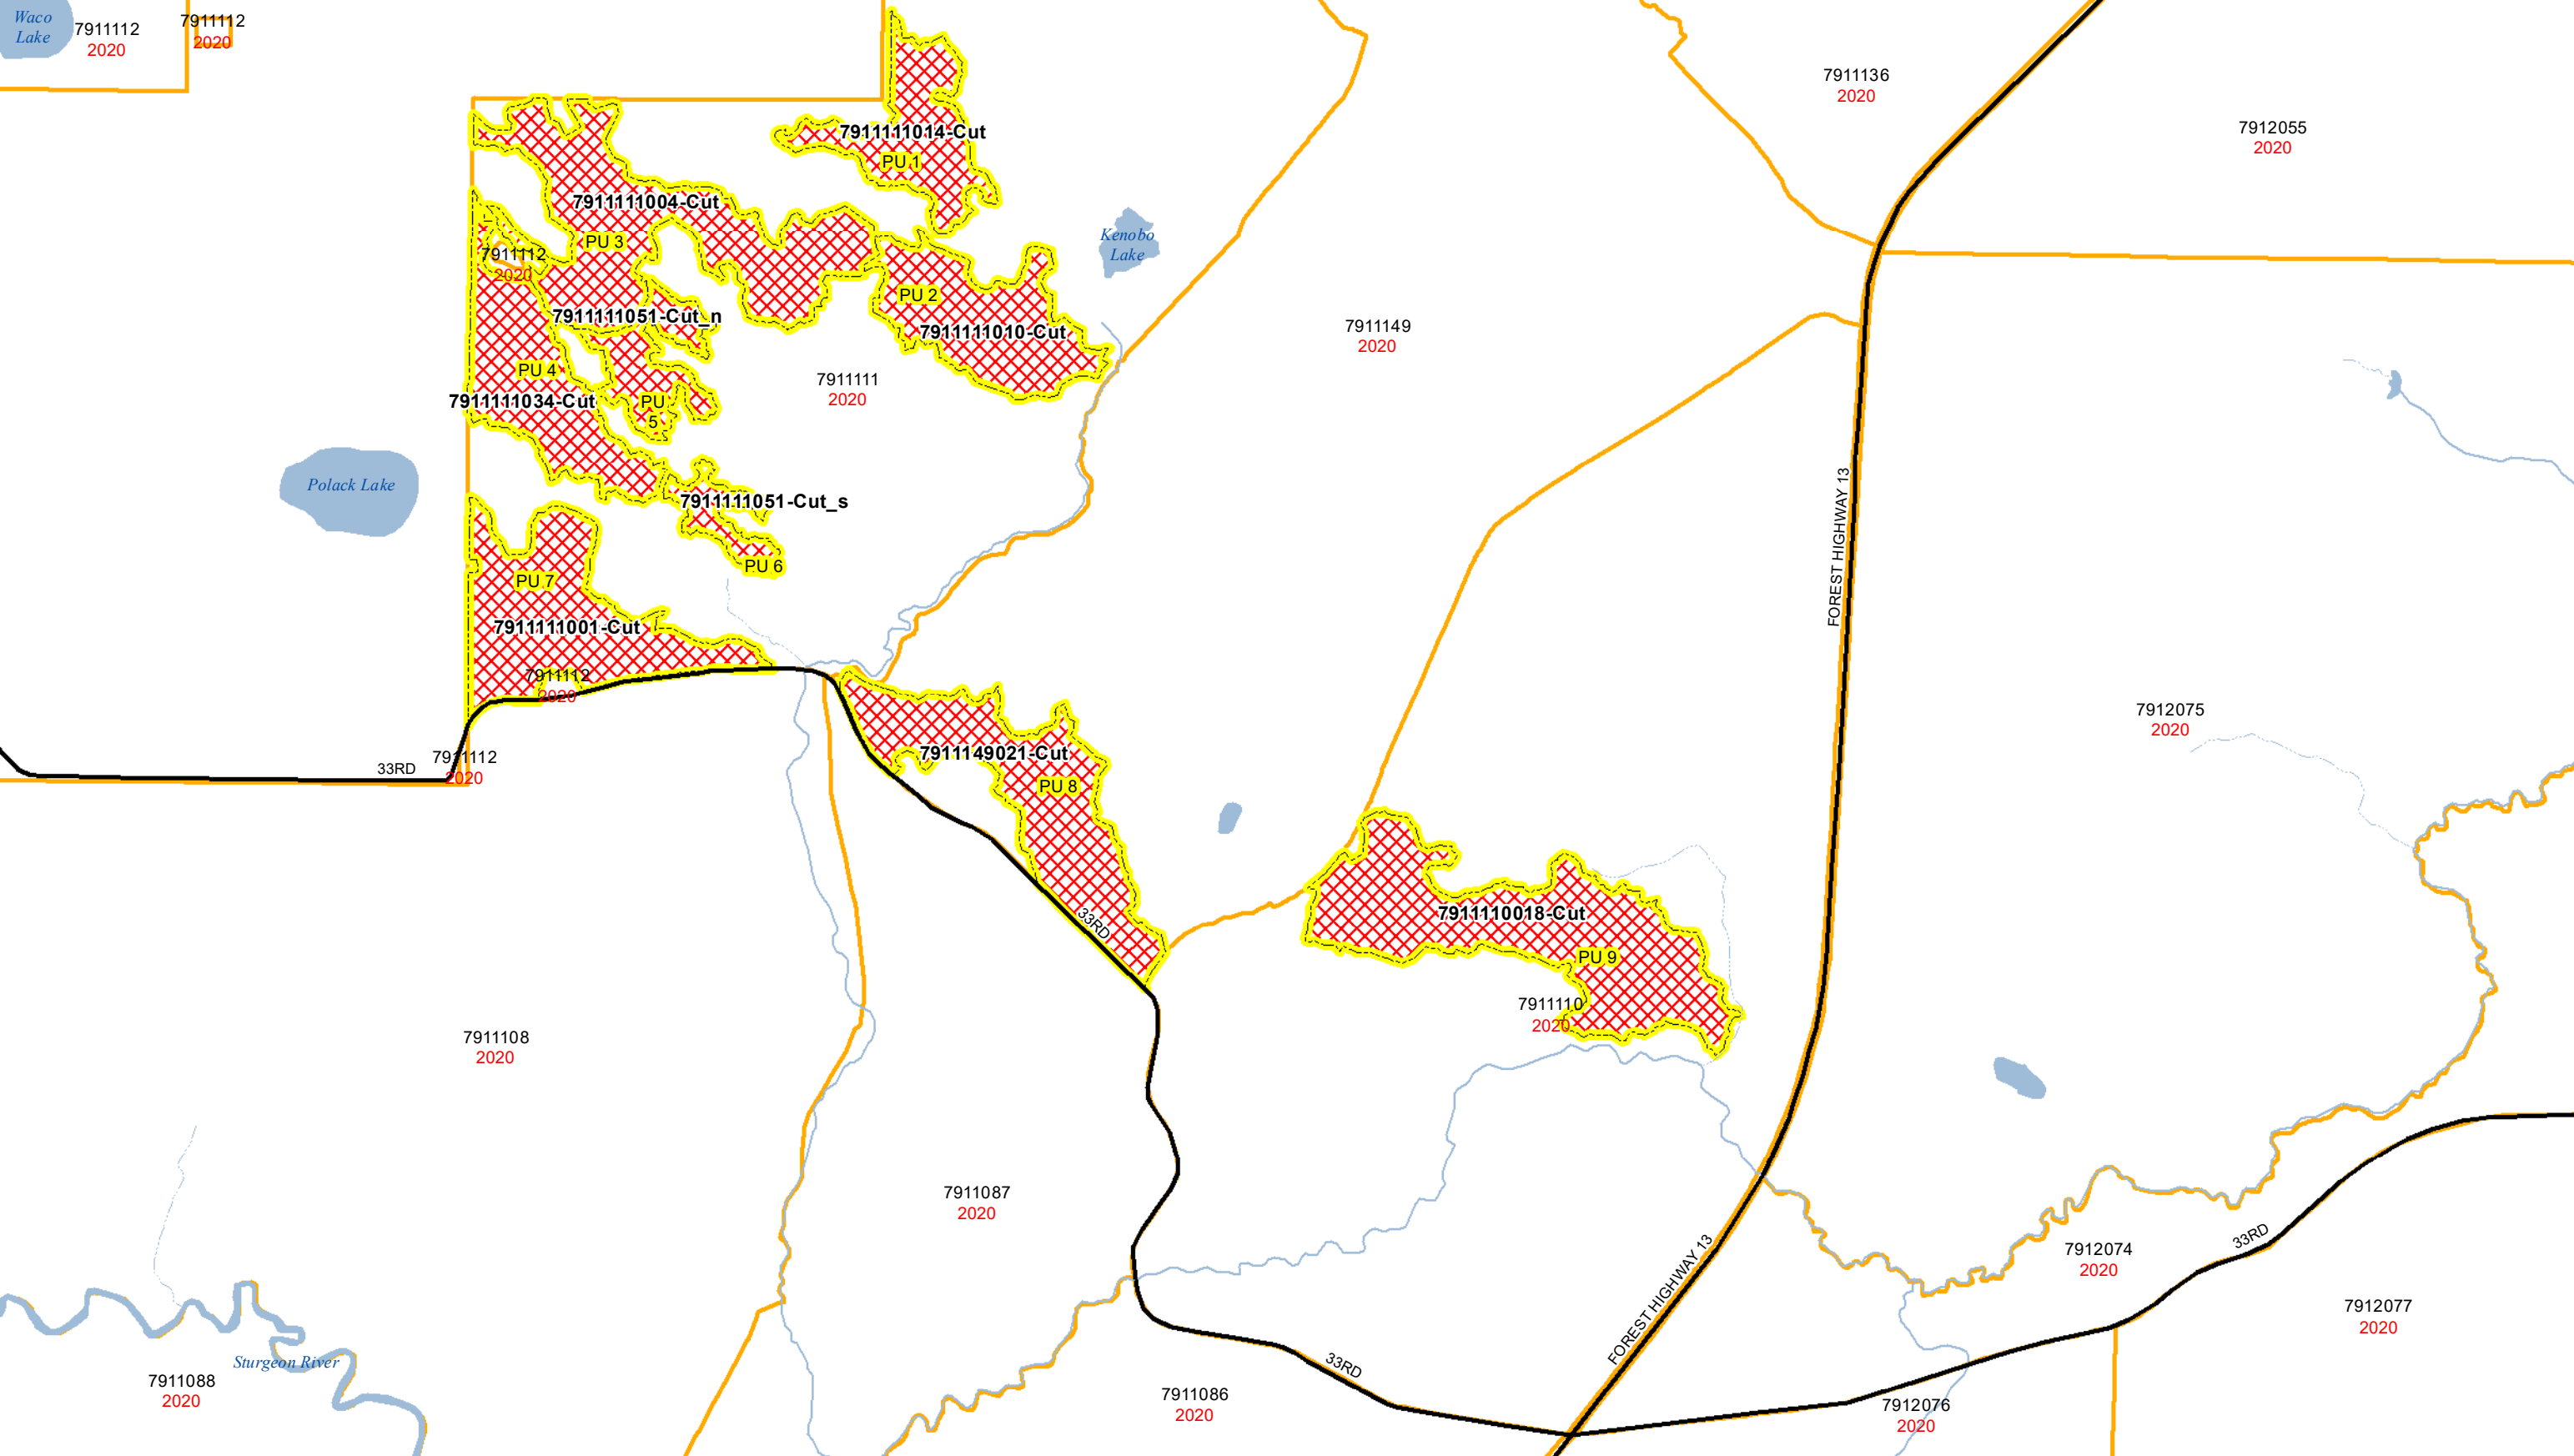 Waco
Lake
7911112
2020
7911112
2020
7911136
2020
7912055
2020
7911111014-Cut
PU 1
7911111004-Cut
PU 3
7911112
2020
Kenobo
Lake
PU 2
7911111010-Cut
7911111051-Cut_n
7911149
2020
PU 4
7911111
2020
7911111034-Cut
PU
5
Polack Lake
7911111051-Cut_s
PU 6
PU 7
7911111001-Cut
FOREST HIGHWAY 13
7911112
2020
7912075
2020
7911112
2020
33RD
7911149021-Cut
PU 8
33RD
7911110018-Cut
PU 9
7911110
2020
7911108
2020
7911087
2020
7912074
2020
33RD
FOREST HIGHWAY 13
7912077
2020
Sturgeon River
33RD
7911088
2020
7911086
2020
7912076
2020